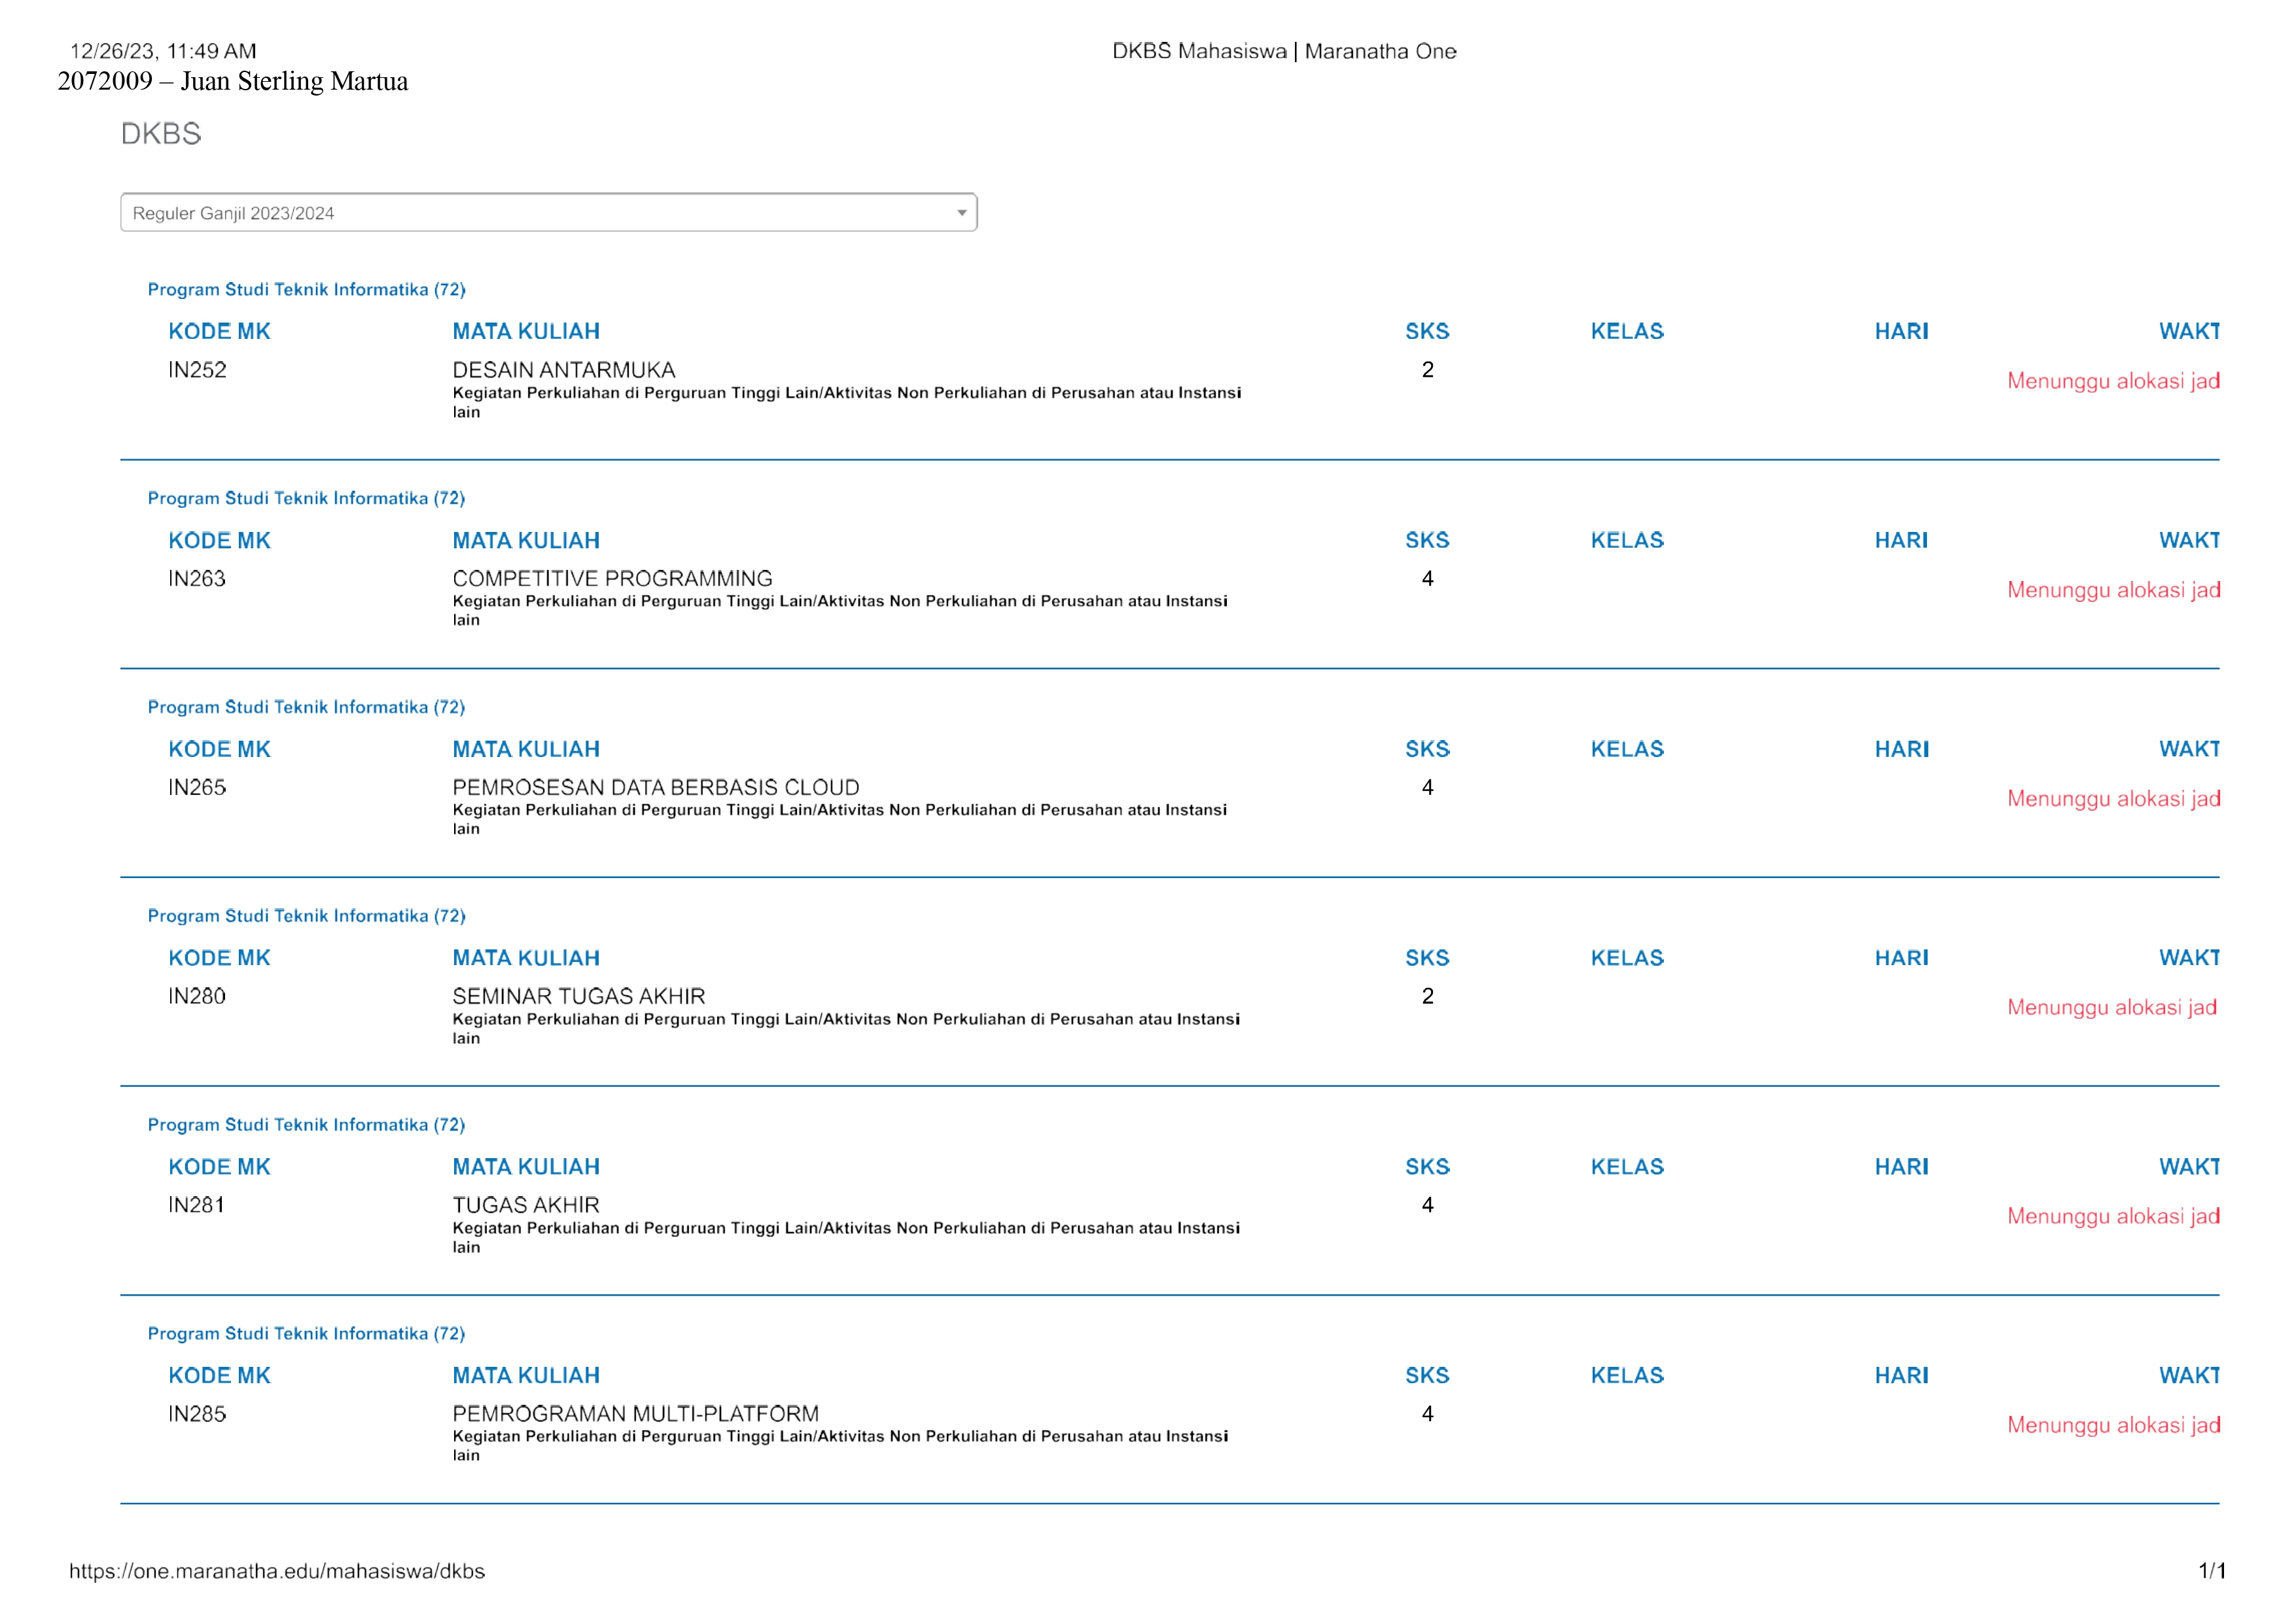 12/26/23, 11:49 AM DKBS Mahasiswa | Maranatha One
2072009 – Juan Sterling Martua
DKBS
Reguler Ganjil 2023/2024
Program Studi Teknik Informatika (72)
KODE MK MATA KULIAH SKS KELAS HARI WAKT
IN252 DESAIN ANTARMUKA 2 Menunggu alokasi jad
Kegiatan Perkuliahan di Perguruan Tinggi Lain/Aktivitas Non Perkuliahan di Perusahan atau Instansi
lain
Program Studi Teknik Informatika (72)
KODE MK MATA KULIAH SKS KELAS HARI WAKT
IN263 COMPETITIVE PROGRAMMING 4 Menunggu alokasi jad
Kegiatan Perkuliahan di Perguruan Tinggi Lain/Aktivitas Non Perkuliahan di Perusahan atau Instansi
lain
Program Studi Teknik Informatika (72)
KODE MK MATA KULIAH SKS KELAS HARI WAKT
IN265 PEMROSESAN DATA BERBASIS CLOUD 4 Menunggu alokasi jad
Kegiatan Perkuliahan di Perguruan Tinggi Lain/Aktivitas Non Perkuliahan di Perusahan atau Instansi
lain
Program Studi Teknik Informatika (72)
KODE MK MATA KULIAH SKS KELAS HARI WAKT
IN280 SEMINAR TUGAS AKHIR 2 Menunggu alokasi jad
Kegiatan Perkuliahan di Perguruan Tinggi Lain/Aktivitas Non Perkuliahan di Perusahan atau Instansi
lain
Program Studi Teknik Informatika (72)
KODE MK MATA KULIAH SKS KELAS HARI WAKT
IN281 TUGAS AKHIR 4 Menunggu alokasi jad
Kegiatan Perkuliahan di Perguruan Tinggi Lain/Aktivitas Non Perkuliahan di Perusahan atau Instansi
lain
Program Studi Teknik Informatika (72)
KODE MK MATA KULIAH SKS KELAS HARI WAKT
IN285 PEMROGRAMAN MULTI-PLATFORM 4 Menunggu alokasi jad
Kegiatan Perkuliahan di Perguruan Tinggi Lain/Aktivitas Non Perkuliahan di Perusahan atau Instansi
lain
https://one.maranatha.edu/mahasiswa/dkbs 1/1